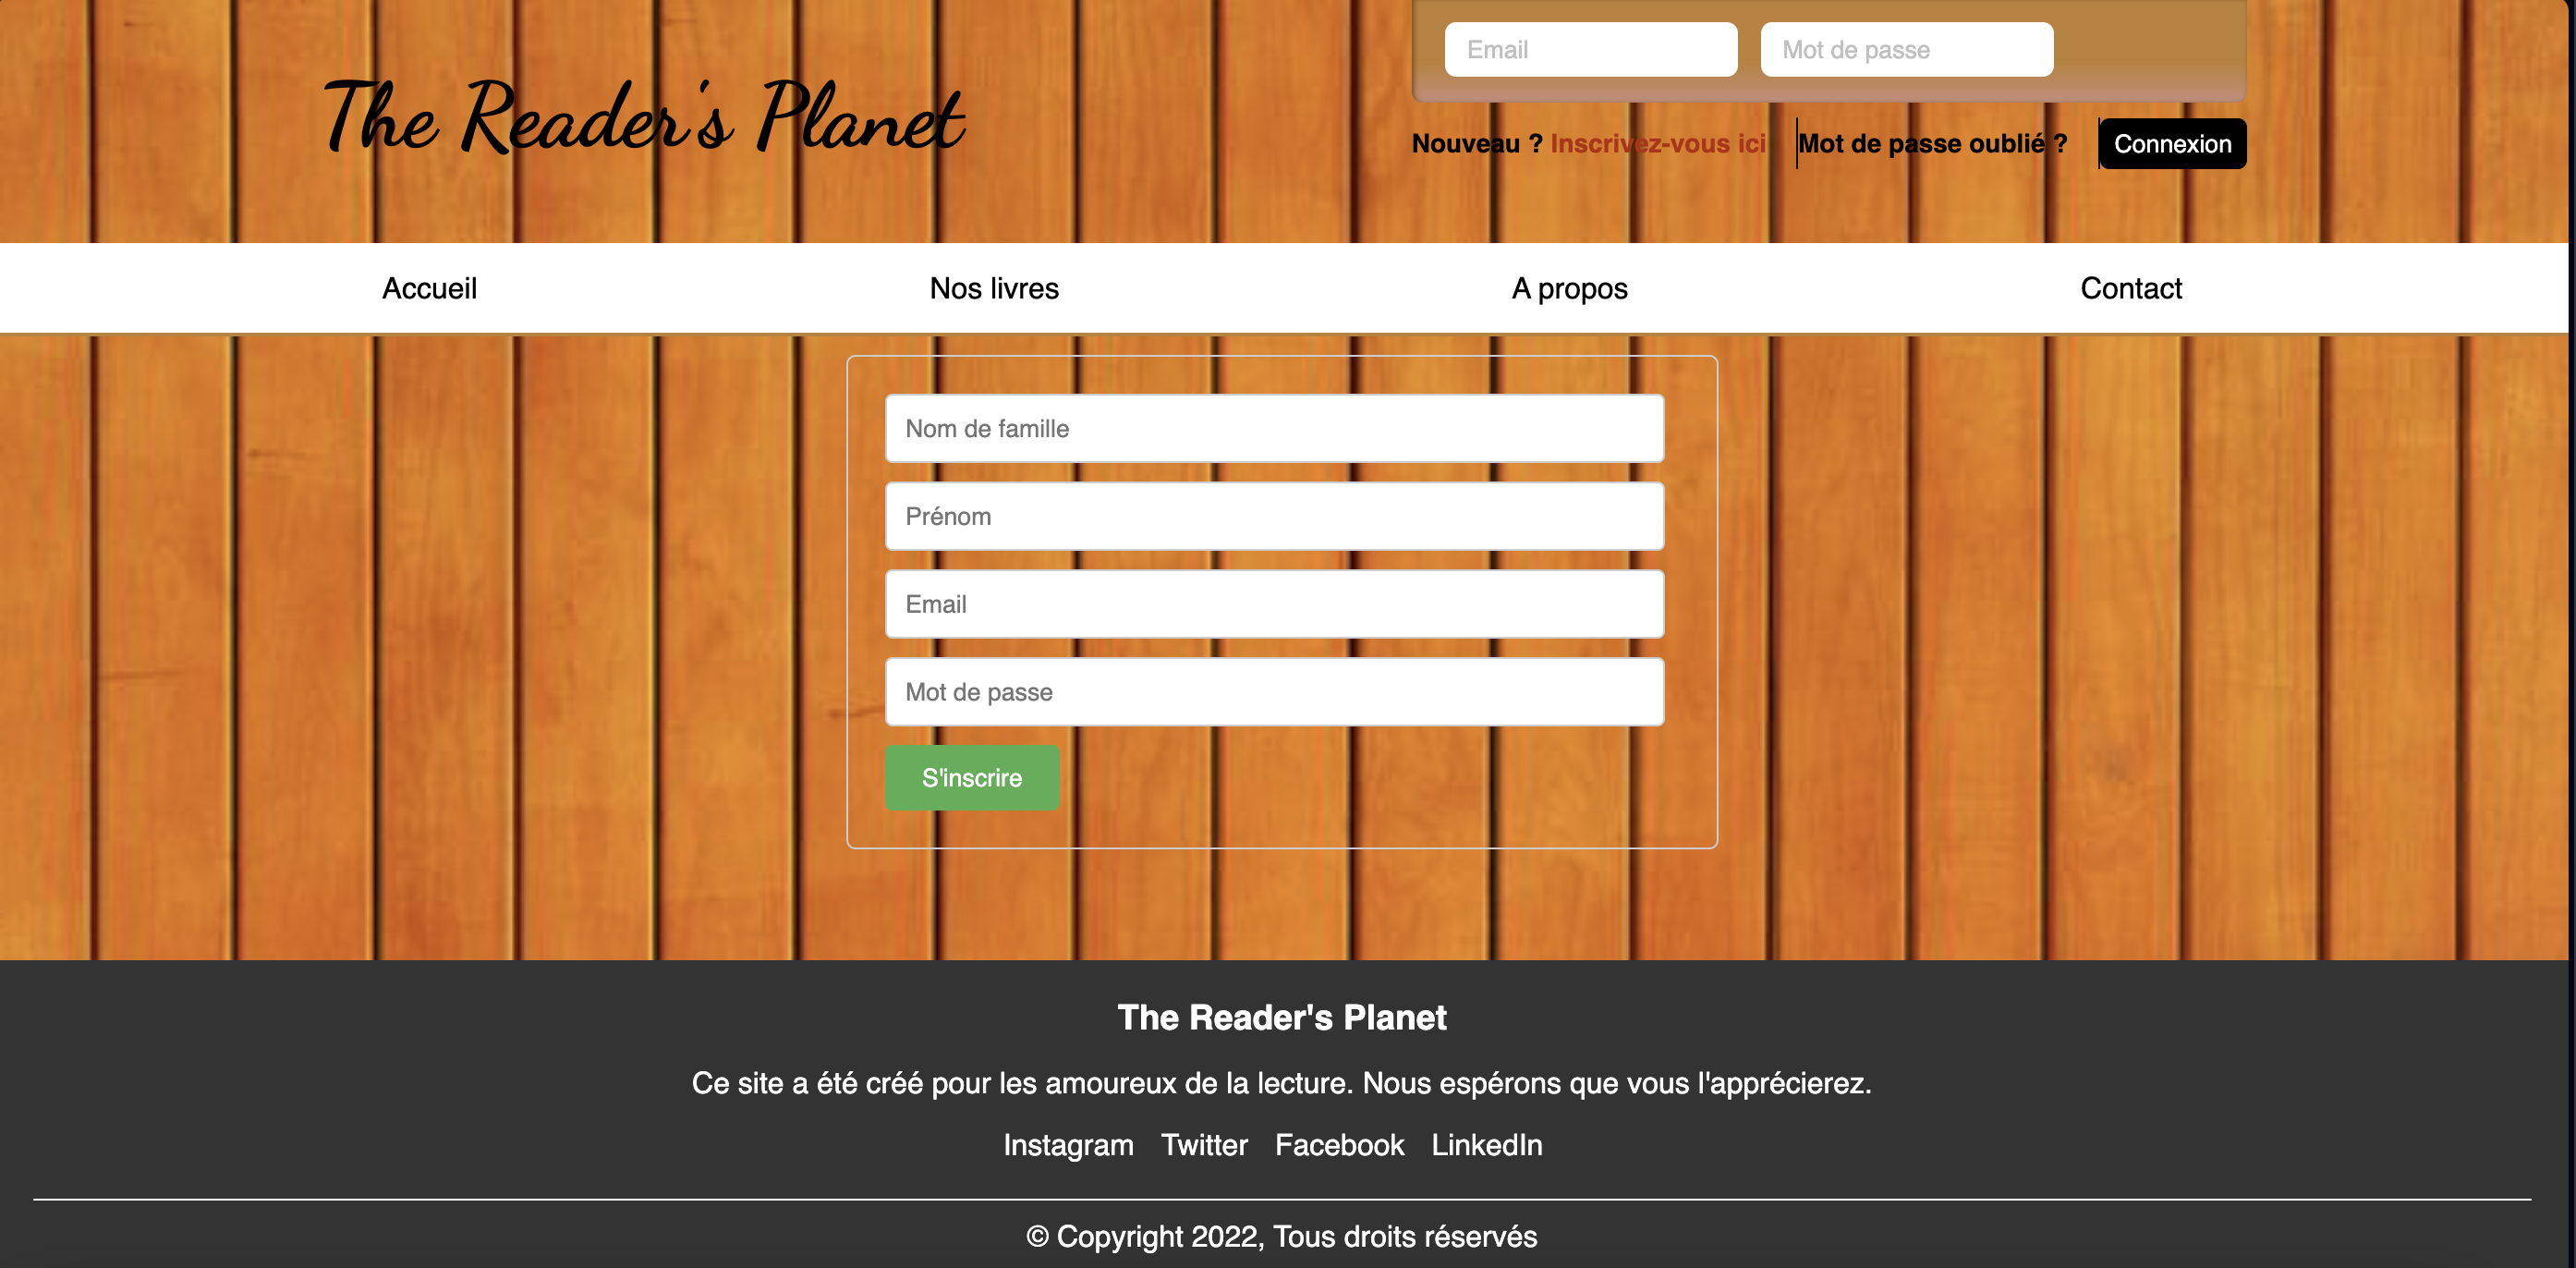 Email Mot de passe
The Reader's Planet
Nouveau ? Inscrivez-vous ici Mot de passe oublié ? Connexion
Accueil Nos livres A propos Contact
Nom de famille
Prénom
Email
Mot de passe
S'inscrire
The Reader's Planet
Ce site a été créé pour les amoureux de la lecture. Nous espérons que vous l'apprécierez.
Instagram Twitter Facebook LinkedIn
© Copyright 2022, Tous droits réservés